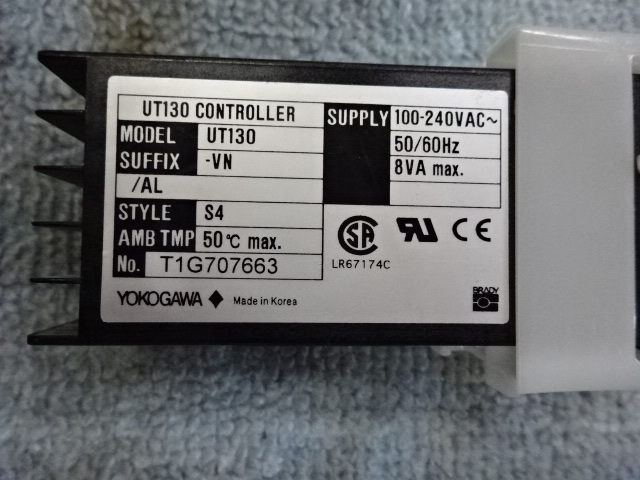 UT130 CONTROLLER
MODEL UT130
SUFFIX -VN
/AL
STYLE S4
AMB TMP 50℃ max.
No. T1G707663
SUPPLY 100-240VAC~
50/60Hz
8VA max.
LR67174C
CE
YOKOGAWA Made in Korea
BRADY